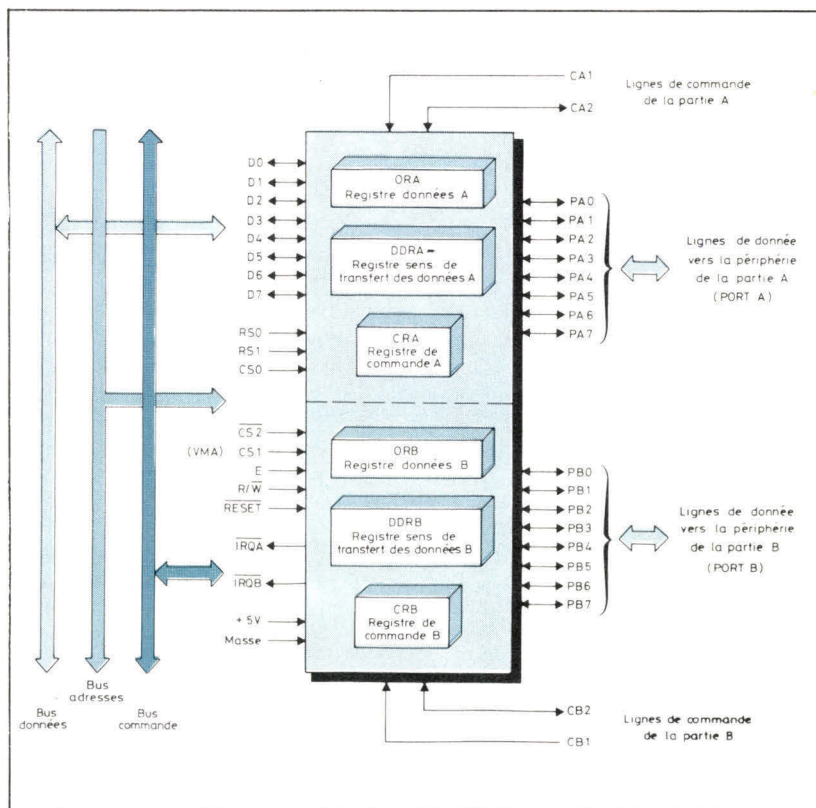 CA1
Lignes de commande
de la partie A
CA2
D0
D1
D2
D3
D4
D5
D6
D7
RS0
RS1
CS0
ORA
Registre données A
DDRA-
Registre sens de
transfert des données A
CRA
Registre de
commande A
PA0
PA1
PA2
PA3
PA4
PA5
PA6
PA7
Lignes de donnée
vers la périphérie
de la partie A
(PORT A)
CS2
(VMA) CS1
E
R/W
RESET
IRQA
IRQB
+5V
Masse
ORB
Registre données B
DDRB
Registre sens de
transfert des données B
CRB
Registre de
commande B
PB0
PB1
PB2
PB3
PB4
PB5
PB6
PB7
Lignes de donnée
vers la périphérie
de la partie B
(PORT B)
Bus
adresses
Bus
données
Bus
commande
CB2
Lignes de commande
de la partie B
CB1